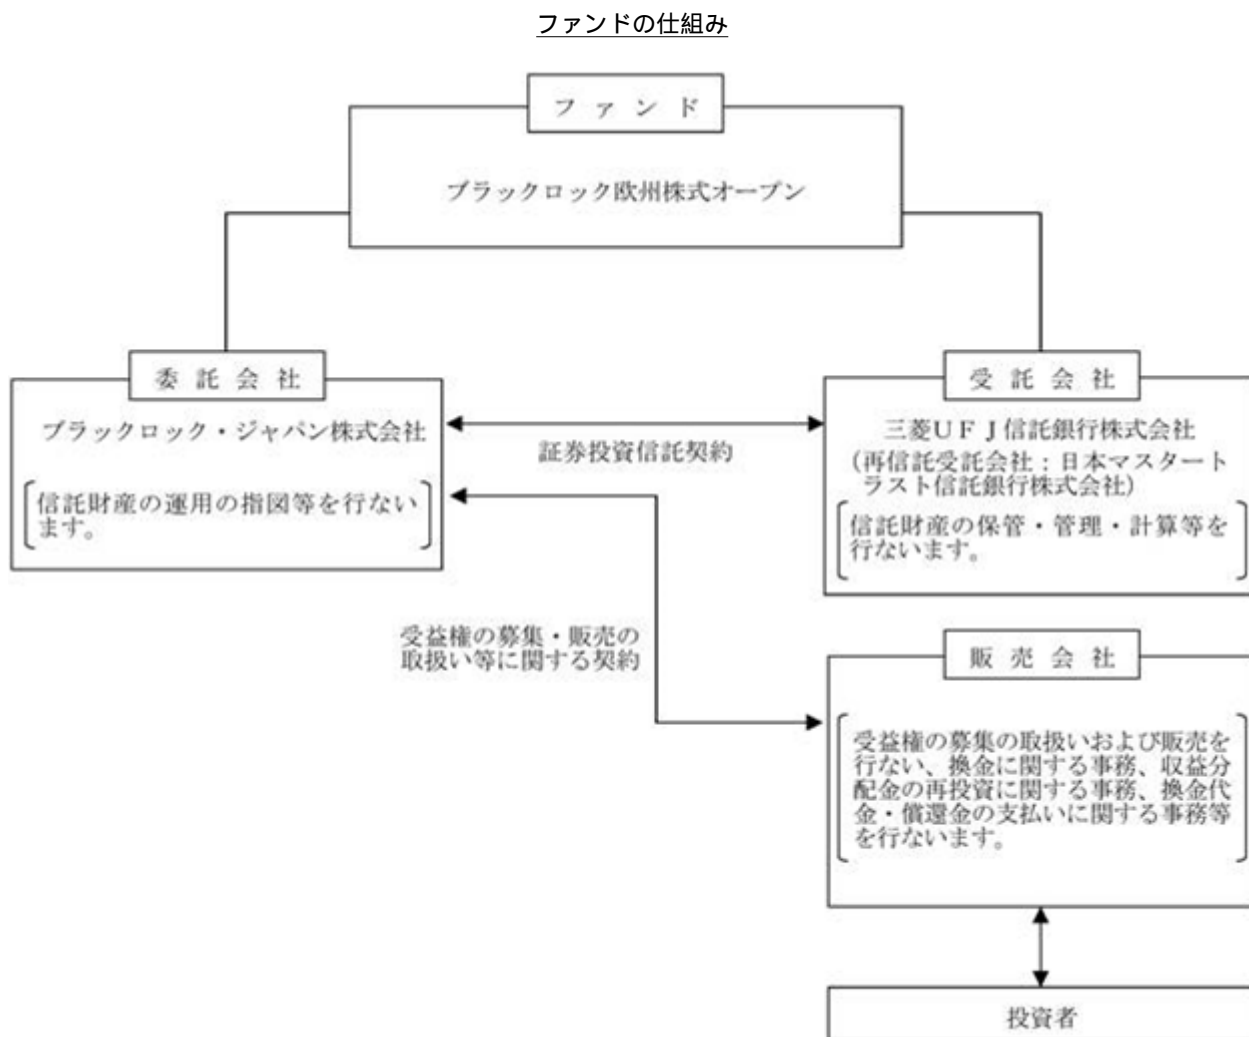 ファンドの仕組み
ファンド
ブラックロック欧州株式オープン
委託会社
ブラックロック・ジャパン株式会社
信託財産の運用の指図等を行ない
ます。
証券投資信託契約
受託会社
三菱UFJ信託銀行株式会社
(再信託受託会社:日本マスタート
ラスト信託銀行株式会社)
信託財産の保管・管理・計算等を
行ないます。
受益権の募集・販売の
取扱い等に関する契約
販売会社
受益権の募集の取扱いおよび販売を
行ない、換金に関する事務、収益分
配金の再投資に関する事務、換金代
金・償還金の支払いに関する事務等
を行ないます。
投資者